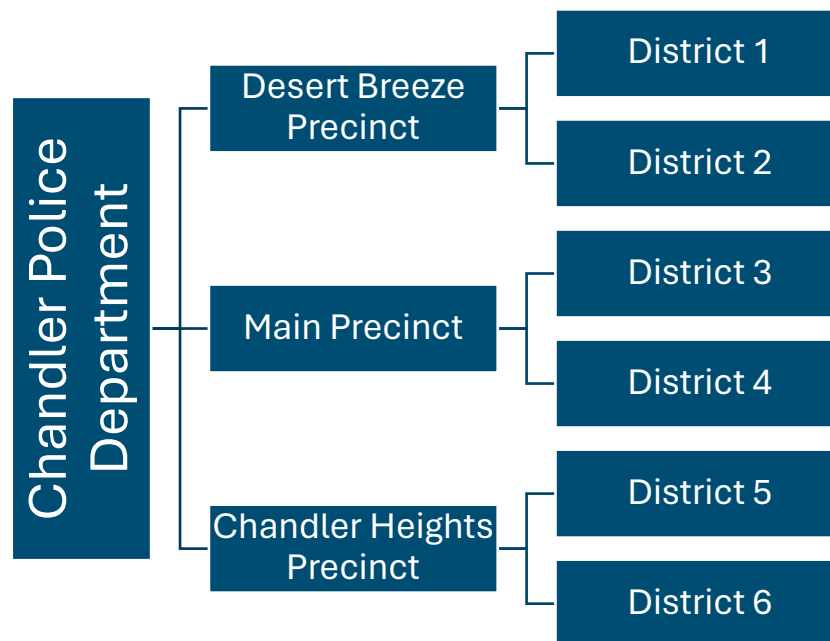 Chandler Police
Department
Desert Breeze
Precinct
District 1
District 2
Main Precinct
District 3
District 4
Chandler Heights
Precinct
District 5
District 6